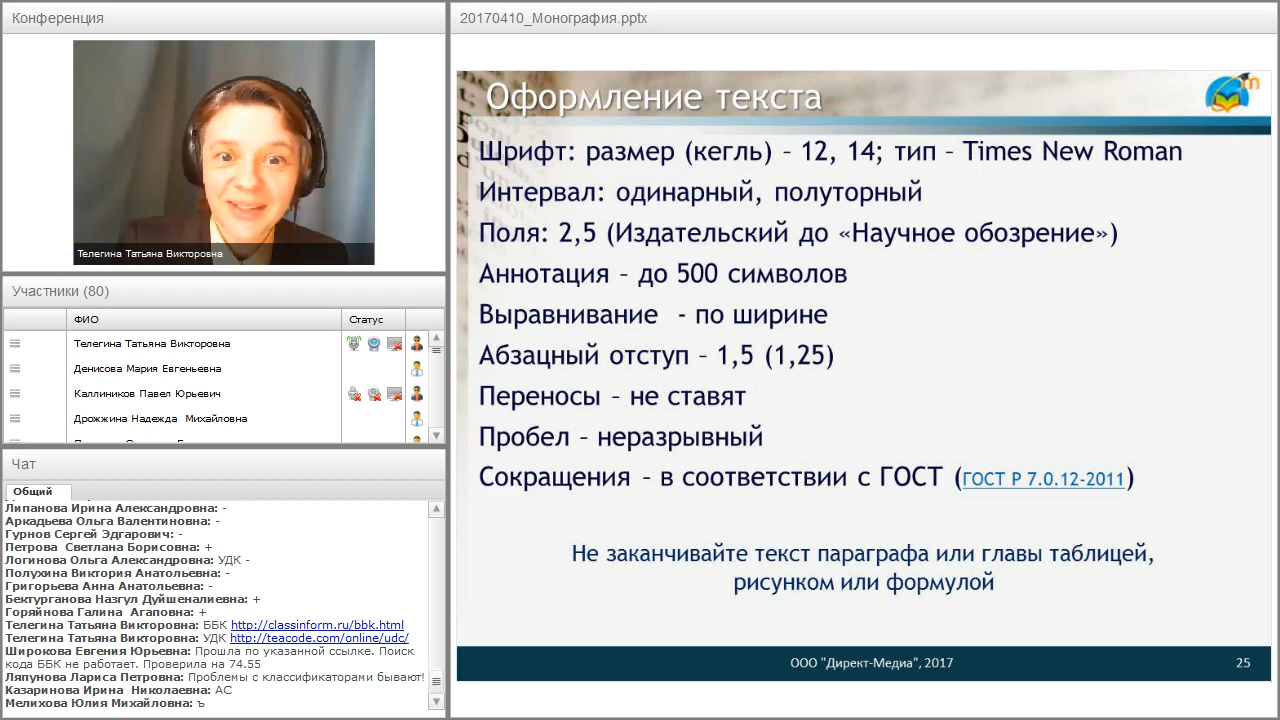 Конференция
Телегина Татьяна Викторовна
Участники (80)
ФИО Статус
Телегина Татьяна Викторовна
Денисова Мария Евгеньевна
Каллиников Павел Юрьевич
Дрожжина Надежда Михайловна
Чат
Общий
Липанова Ирина Александровна: -
Аркадьева Ольга Валентиновна: -
Гурнов Сергей Эдгарович: -
Петрова Светлана Борисовна: +
Логинова Ольга Александровна: УДК -
Полухина Виктория Анатольевна: -
Григорьева Анна Анатольевна: -
Бектурганова Назгул Дуйшеналиевна: +
Горяйнова Галина Агаповна: +
Телегина Татьяна Викторовна: ББК http://classinform.ru/bbk.html
Телегина Татьяна Викторовна: УДК http://teacode.com/online/udc/
Широкова Евгения Юрьевна: Прошла по указанной ссылке. Поиск
кода ББК не работает. Проверила на 74.55
Ляпунова Лариса Петровна: Проблемы с классификаторами бывают!
Казаринова Ирина Николаевна: АС
Мелихова Юлия Михайловна: ъ
20170410_Монография.pptx
Оформление текста
Шрифт: размер (кегль) – 12, 14; тип – Times New Roman
Интервал: одинарный, полуторный
Поля: 2,5 (Издательский до «Научное обозрение»)
Аннотация – до 500 символов
Выравнивание - по ширине
Абзацный отступ – 1,5 (1,25)
Переносы – не ставят
Пробел – неразрывный
Сокращения – в соответствии с ГОСТ (ГОСТ Р 7.0.12-2011)
Не заканчивайте текст параграфа или главы таблицей,
рисунком или формулой
ООО "Директ-Медиа", 2017 25